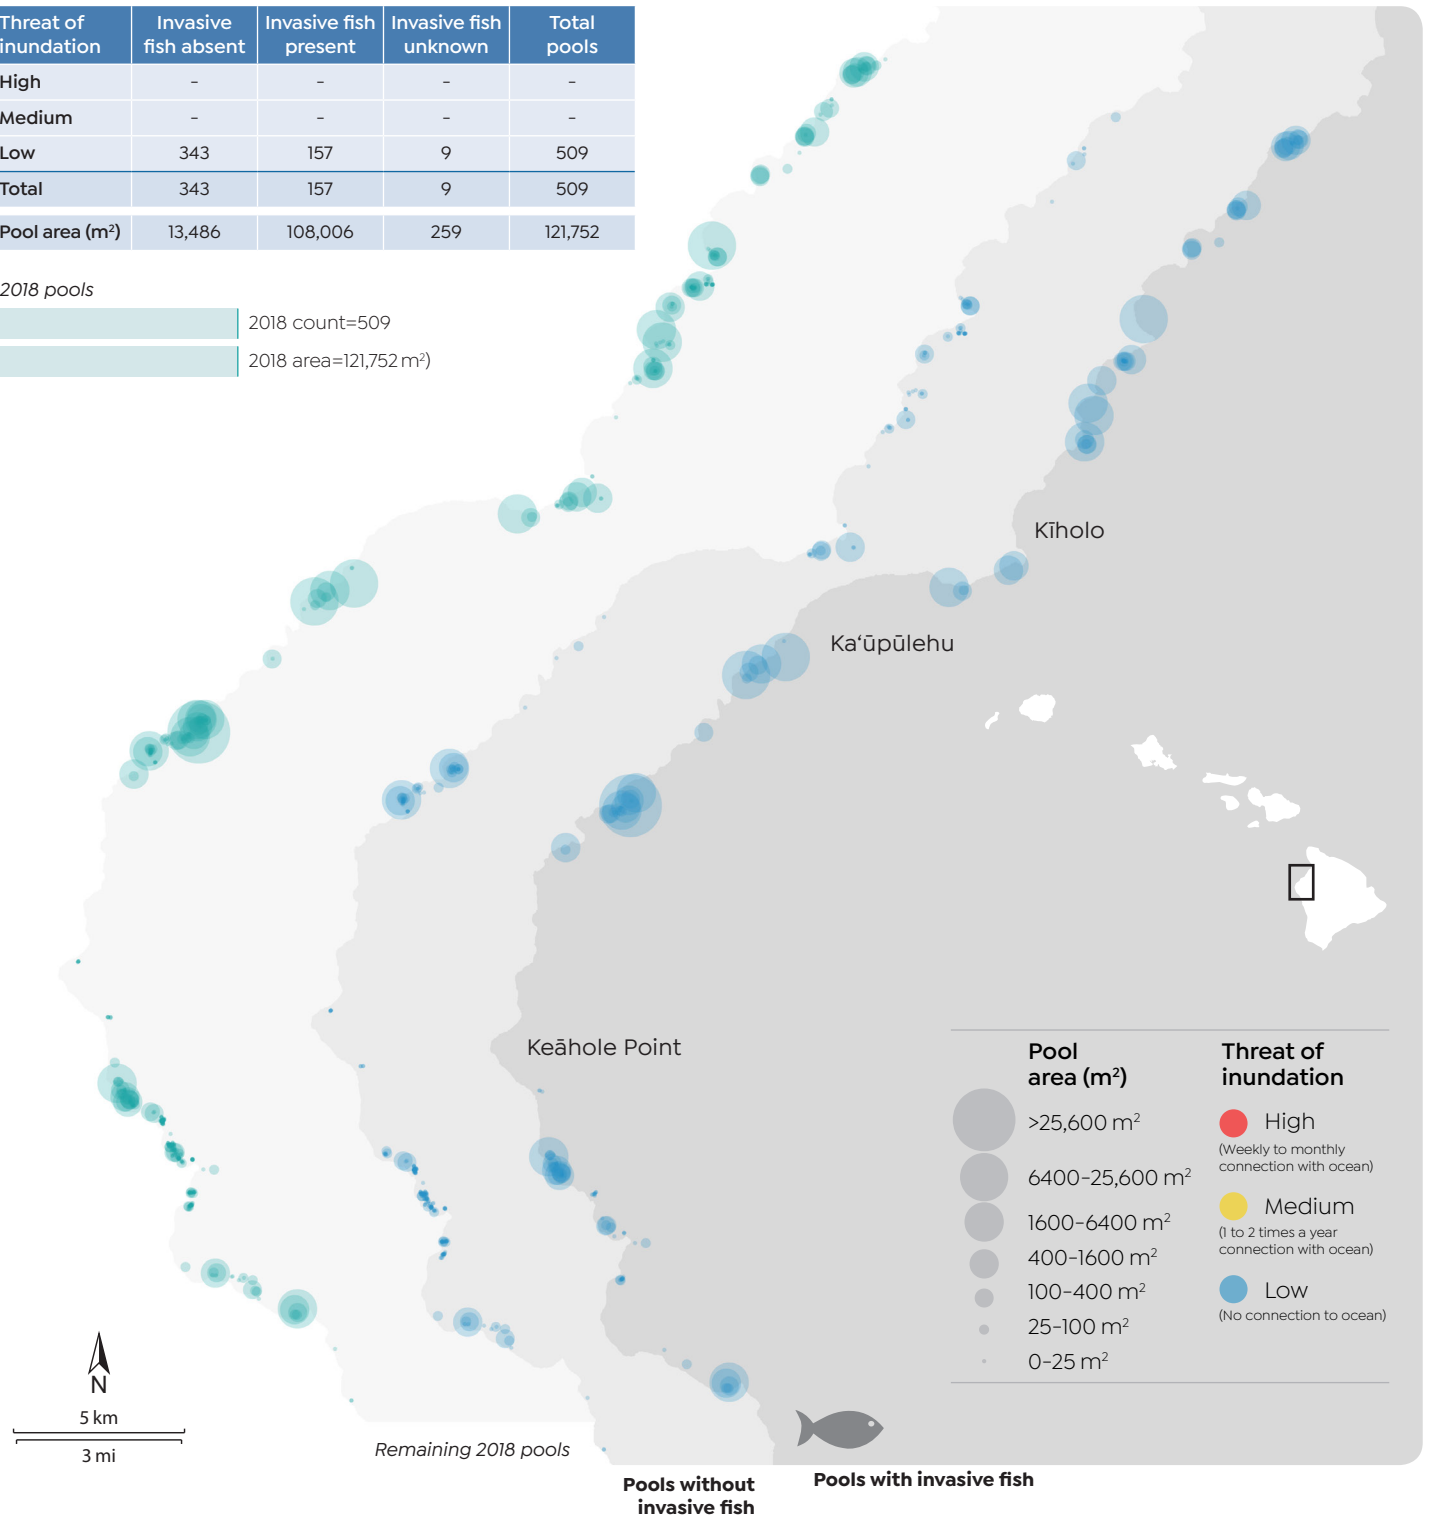 Threat of inundation | Invasive fish absent | Invasive fish present | Invasive fish unknown | Total pools
High | - | - | - | -
Medium | - | - | - | -
Low | 343 | 157 | 9 | 509
Total | 343 | 157 | 9 | 509
Pool area (m²) | 13,486 | 108,006 | 259 | 121,752
2018 pools
2018 count=509
2018 area=121,752 m²)
Kīholo
Kaʻūpūlehu
Keāhole Point
Pool
area (m²)
>25,600 m²
6400–25,600 m²
1600–6400 m²
400–1600 m²
100–400 m²
25–100 m²
0–25 m²
Threat of
inundation
High
(Weekly to monthly
connection with ocean)
Medium
(1 to 2 times a year
connection with ocean)
Low
(No connection to ocean)
N
5 km
3 mi
Remaining 2018 pools
Pools without
invasive fish
Pools with invasive fish